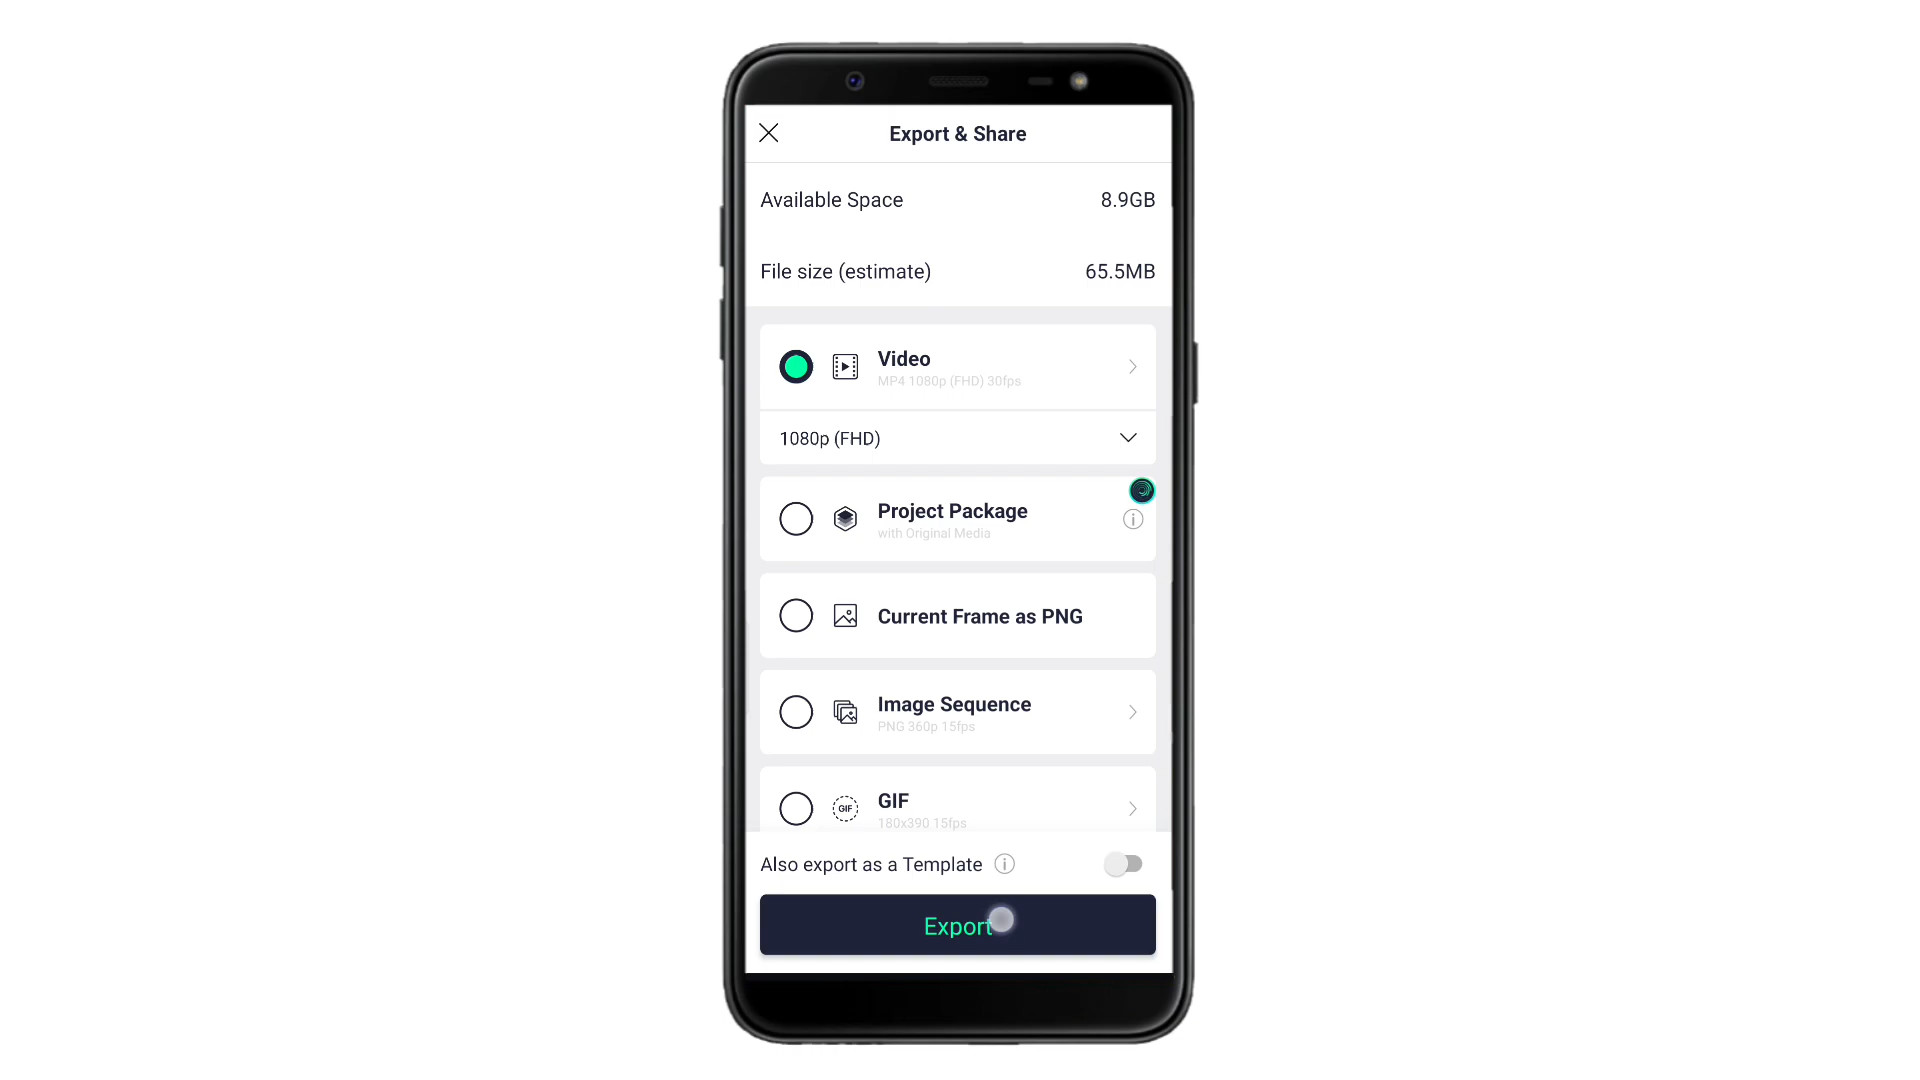 Export & Share
Available Space 8.9GB
File size (estimate) 65.5MB
Video
MP4 1080p (FHD) 30fps
1080p (FHD)
Project Package
with Original Media
Current Frame as PNG
Image Sequence
PNG 360p 15fps
GIF
GIF
180x390 15fps
Also export as a Template
Export